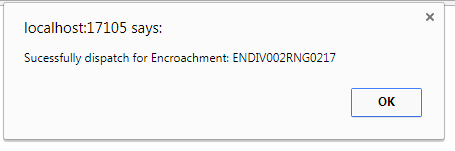 localhost:17105 says:
Sucessfully dispatch for Encroachment: ENDIV002RNG0217
OK